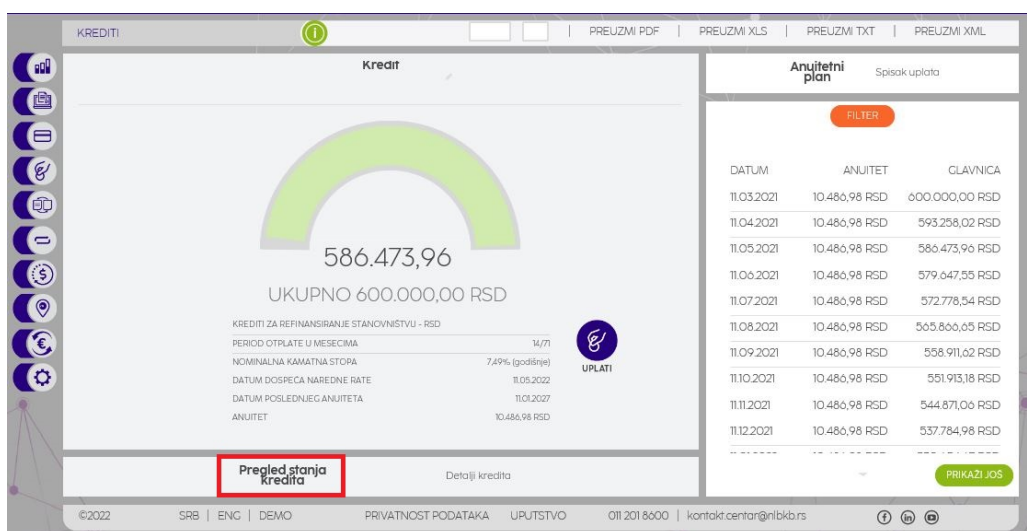 KREDITI
PREUZMI PDF | PREUZMI XLS | PREUZMI TXT | PREUZMI XML
Kredit
586.473,96
UKUPNO 600.000,00 RSD
KREDITI ZA REFINANSIRANJE STANOVNIŠTVU - RSD
PERIOD OTPLATE U MESECIMA 14/71
NOMINALNA KAMATNA STOPA 7,49% (godišnje)
DATUM DOSPEĆA NAREDNE RATE 11.05.2022
DATUM POSLEDNJEG ANUITETA 11.01.2027
ANUITET 10.486,98 RSD
UPLATI
Pregled stanja
kredita
Detalji kredita
Anuitetni
plan
Spisak uplata
FILTER
DATUM ANUITET GLAVNICA
11.03.2021 10.486,98 RSD 600.000,00 RSD
11.04.2021 10.486,98 RSD 593.258,02 RSD
11.05.2021 10.486,98 RSD 586.473,96 RSD
11.06.2021 10.486,98 RSD 579.647,55 RSD
11.07.2021 10.486,98 RSD 572.778,54 RSD
11.08.2021 10.486,98 RSD 565.866,65 RSD
11.09.2021 10.486,98 RSD 558.911,62 RSD
11.10.2021 10.486,98 RSD 551.913,18 RSD
11.11.2021 10.486,98 RSD 544.871,06 RSD
11.12.2021 10.486,98 RSD 537.784,98 RSD
PRIKAŽI JOŠ
©2022 SRB | ENG | DEMO PRIVATNOST PODATAKA UPUTSTVO 011 201 8600 | kontakt.centar@nlbkb.rs